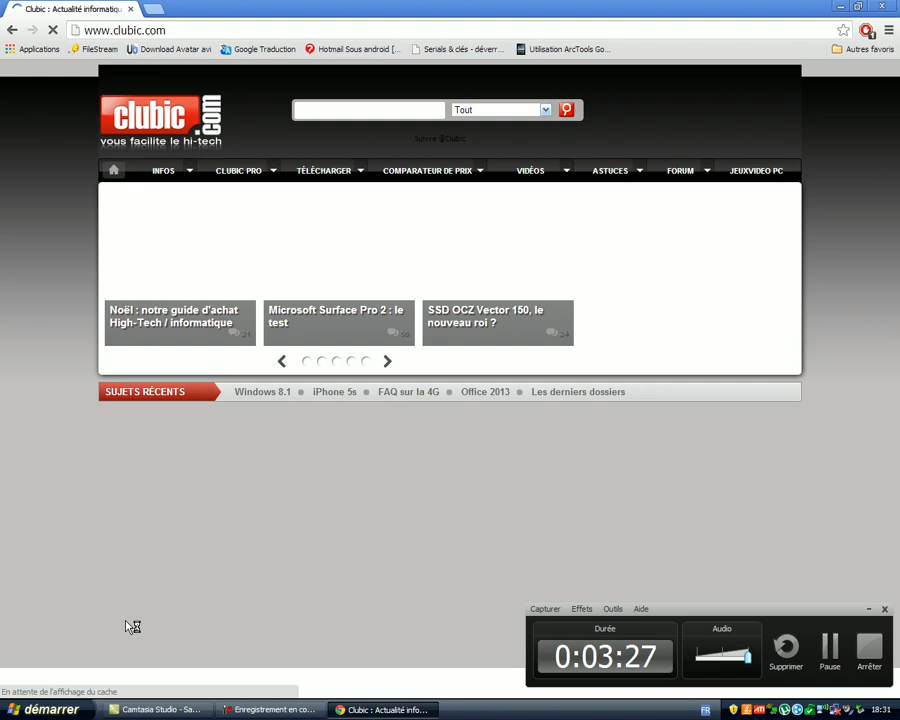 Clubic : Actualité informatiq
www.clubic.com
Applications FileStream Download Avatar avi Google Traduction Hotmail Sous android [... Serials & clés - déverr... Utilisation ArcTools Go... Autres favoris
clubic.com
vous facilite le hi-tech
Tout
Suivre @Clubic
INFOS CLUBIC PRO TÉLÉCHARGER COMPARATEUR DE PRIX VIDÉOS ASTUCES FORUM JEUXVIDEO PC
Noël : notre guide d'achat
High-Tech / informatique
Microsoft Surface Pro 2 : le
test
SSD OCZ Vector 150, le
nouveau roi ?
SUJETS RÉCENTS Windows 8.1 iPhone 5s FAQ sur la 4G Office 2013 Les derniers dossiers
Capturer Effets Outils Aide
Durée
0:03:27
Audio
Supprimer Pause Arrêter
En attente de l'affichage du cache
démarrer Camtasia Studio - Sa... Enregistrement en co... Clubic : Actualité info... FR 18:31